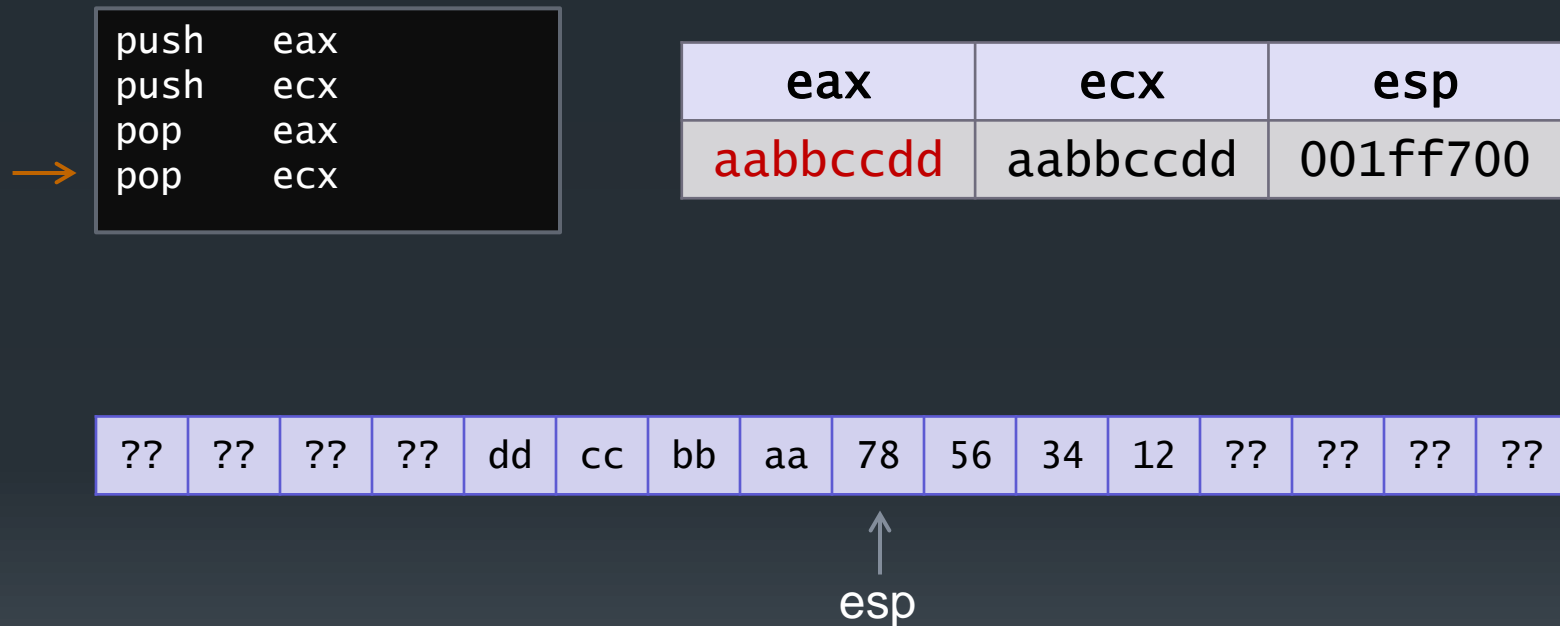 push eax
push ecx
pop eax
pop ecx
eax ecx esp
aabbccdd aabbccdd 001ff700
?? ?? ?? ?? dd cc bb aa 78 56 34 12 ?? ?? ?? ??
esp